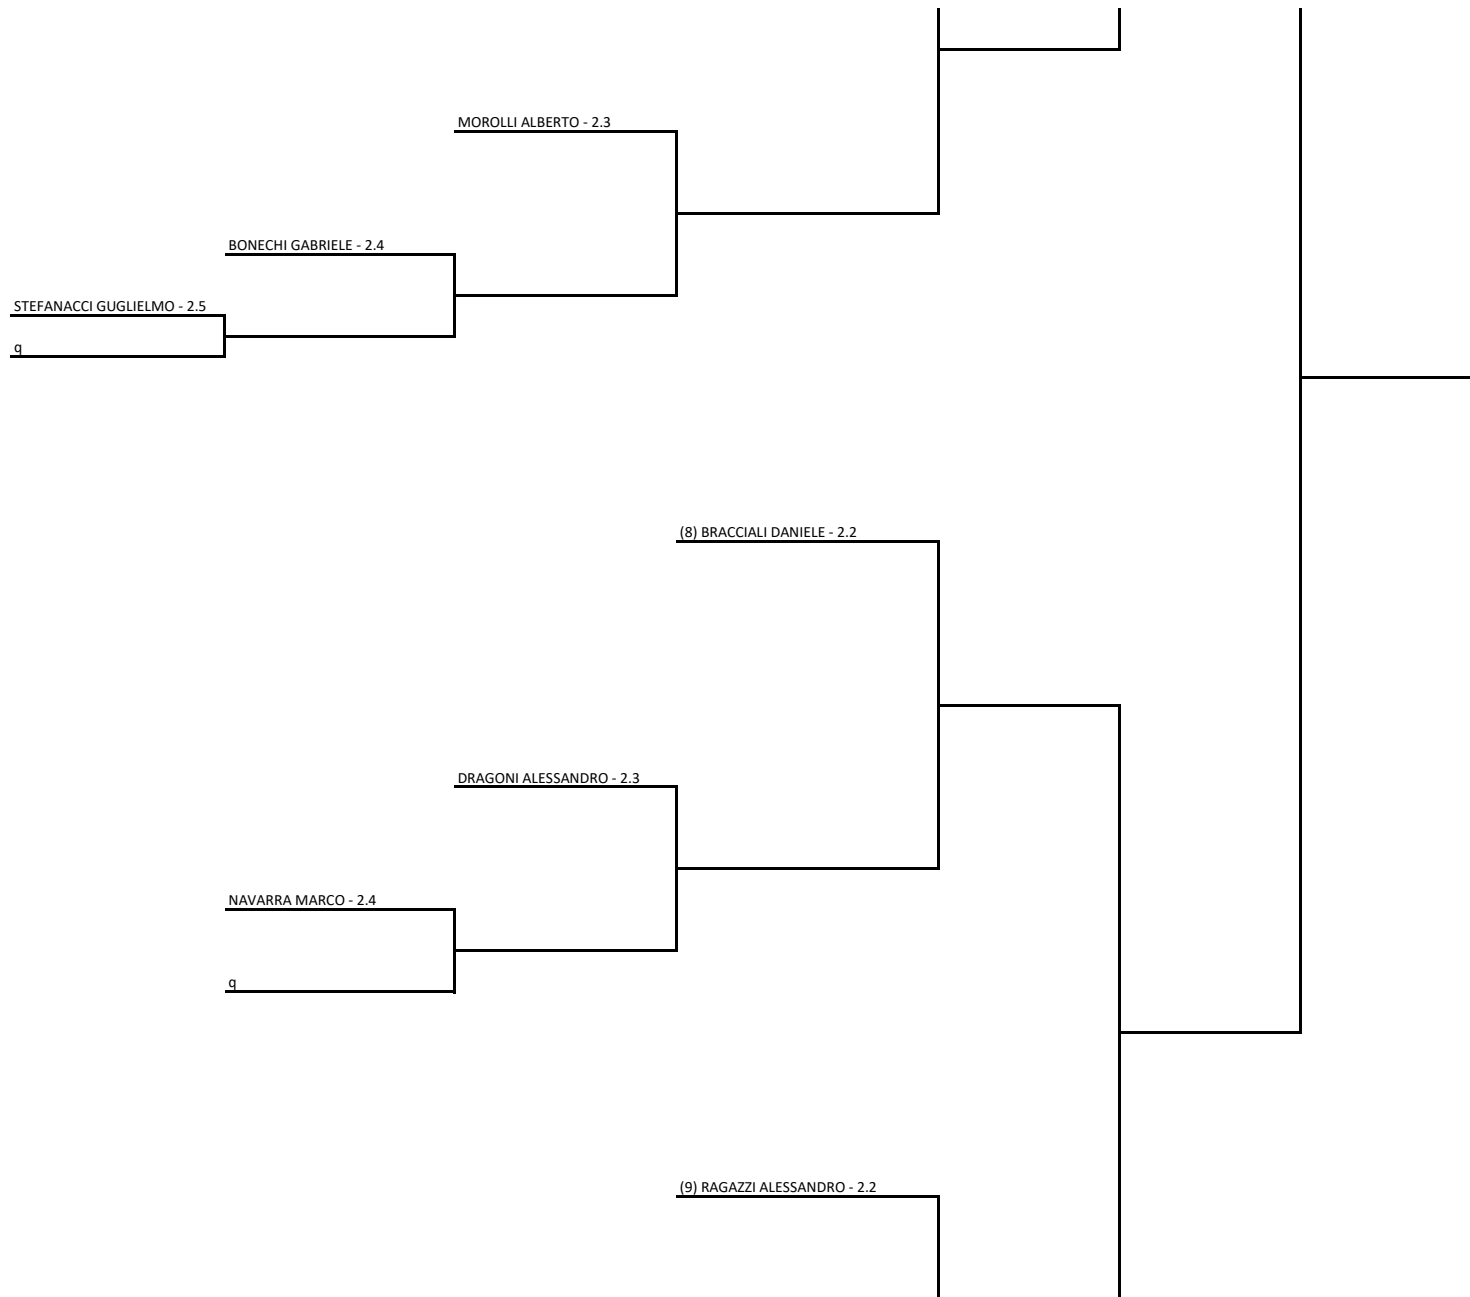 MOROLLI ALBERTO - 2.3
BONECHI GABRIELE - 2.4
STEFANACCI GUGLIELMO - 2.5
q
(8) BRACCIALI DANIELE - 2.2
DRAGONI ALESSANDRO - 2.3
NAVARRA MARCO - 2.4
q
(9) RAGAZZI ALESSANDRO - 2.2